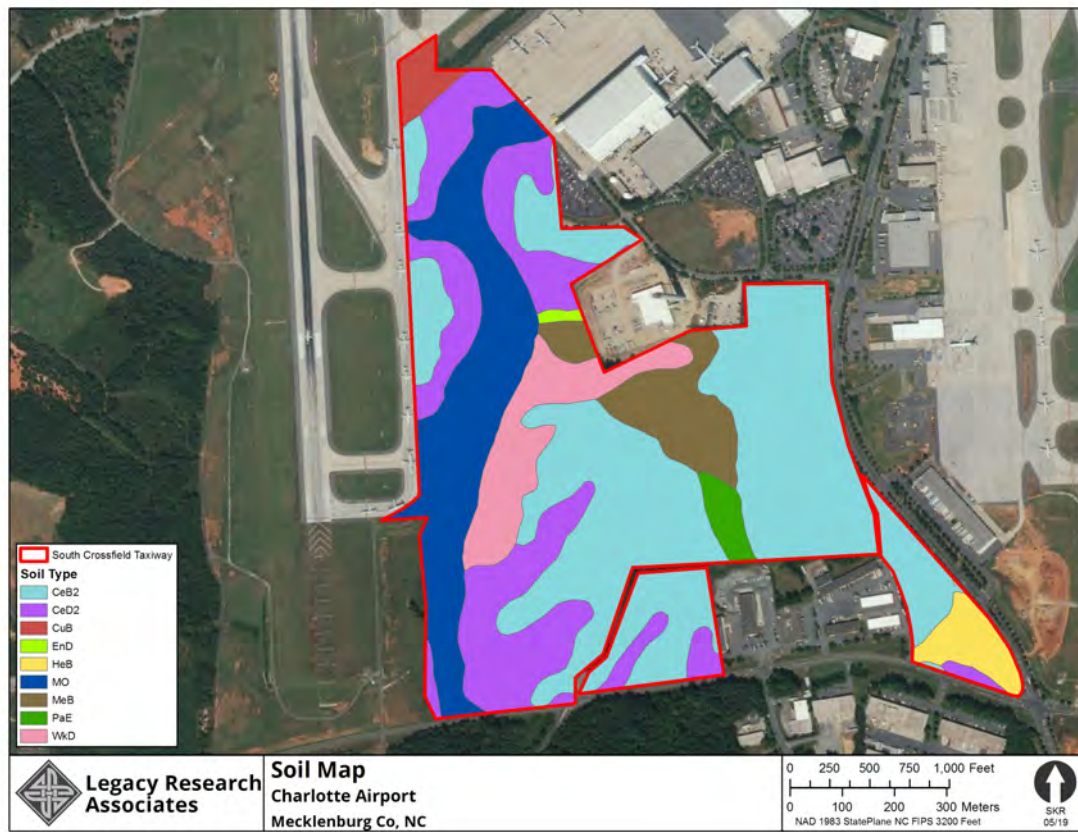 South Crossfield Taxiway
Soil Type
CeB2
CeD2
CuB
EnD
HeB
MO
MeB
PaE
WkD
Legacy Research
Associates
Soil Map
Charlotte Airport
Mecklenburg Co, NC
0 250 500 750 1,000 Feet
0 100 200 300 Meters
NAD 1983 StatePlane NC FIPS 3200 Feet
SKR
05/19